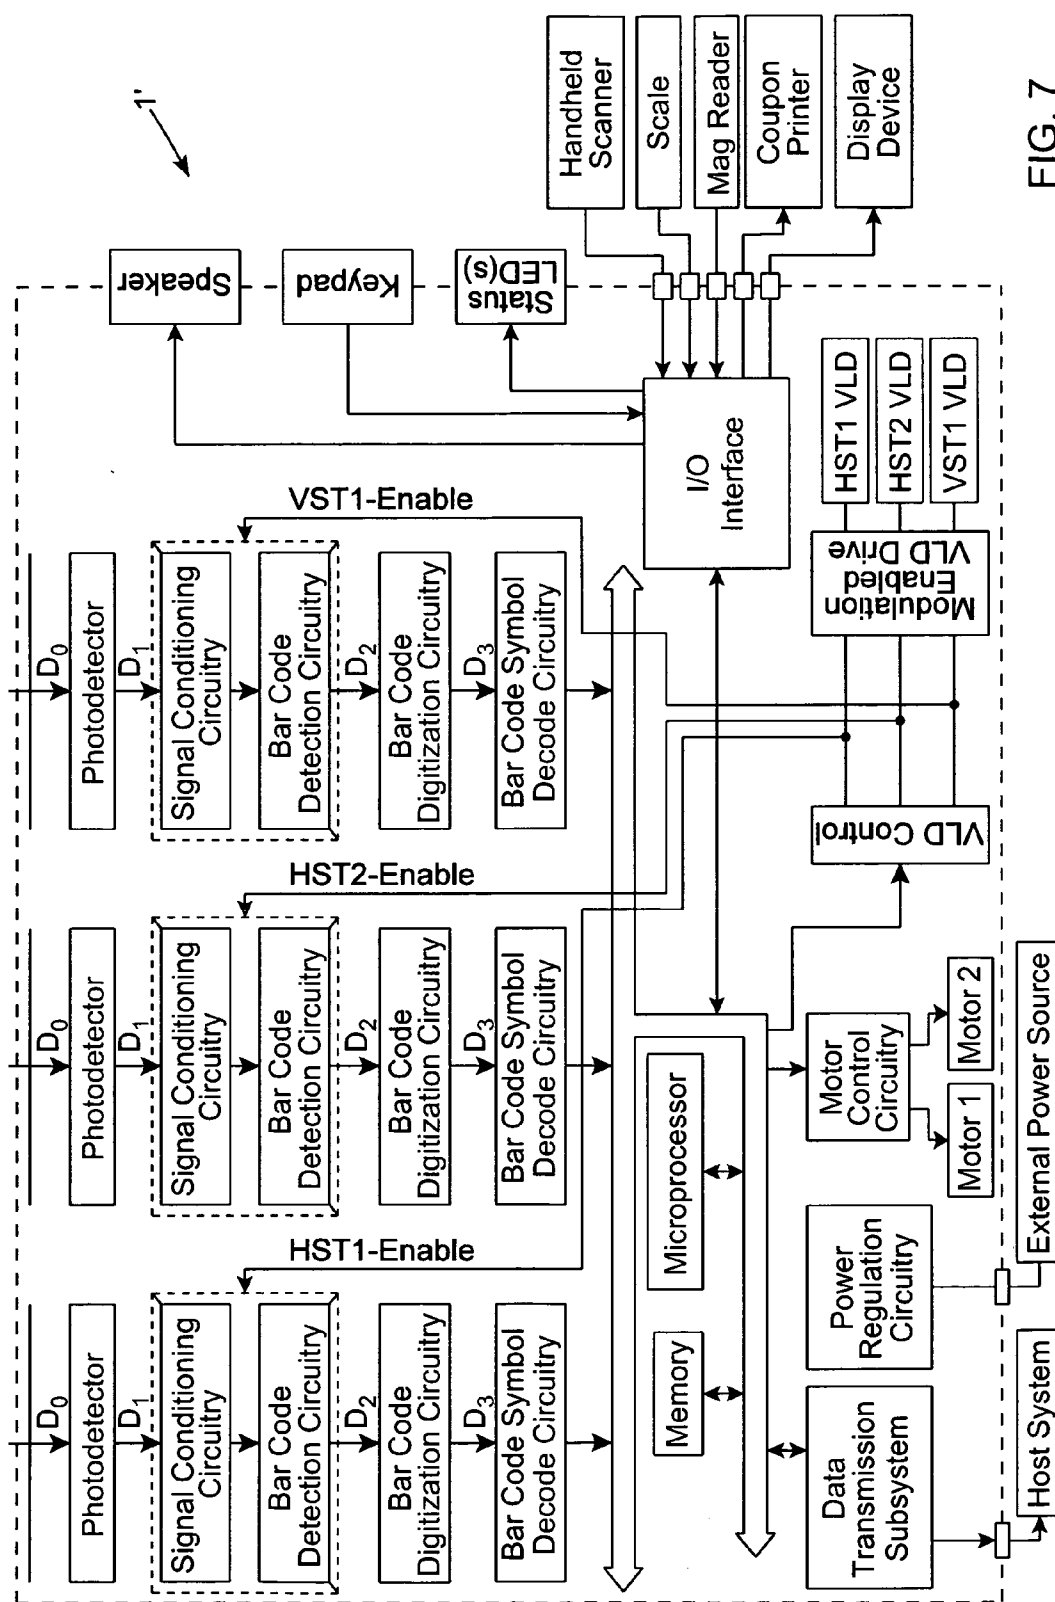 1'
D0
Photodetector
D1
Signal Conditioning
Circuitry
Bar Code
Detection Circuitry
D2
Bar Code
Digitization Circuitry
D3
Bar Code Symbol
Decode Circuitry
HST1-Enable
D0
Photodetector
D1
Signal Conditioning
Circuitry
Bar Code
Detection Circuitry
D2
Bar Code
Digitization Circuitry
D3
Bar Code Symbol
Decode Circuitry
HST2-Enable
D0
Photodetector
D1
Signal Conditioning
Circuitry
Bar Code
Detection Circuitry
D2
Bar Code
Digitization Circuitry
D3
Bar Code Symbol
Decode Circuitry
VST1-Enable
Speaker
Keypad
Status
LED(s)
Handheld
Scanner
Scale
Mag Reader
Coupon
Printer
Display
Device
I/O
Interface
Memory
Microprocessor
Data
Transmission
Subsystem
Power
Regulation
Circuitry
Motor
Control
Circuitry
Motor 1
Motor 2
VLD Control
Modulation
Enabled
VLD Drive
HST1 VLD
HST2 VLD
VST1 VLD
Host System
External Power Source
FIG. 7